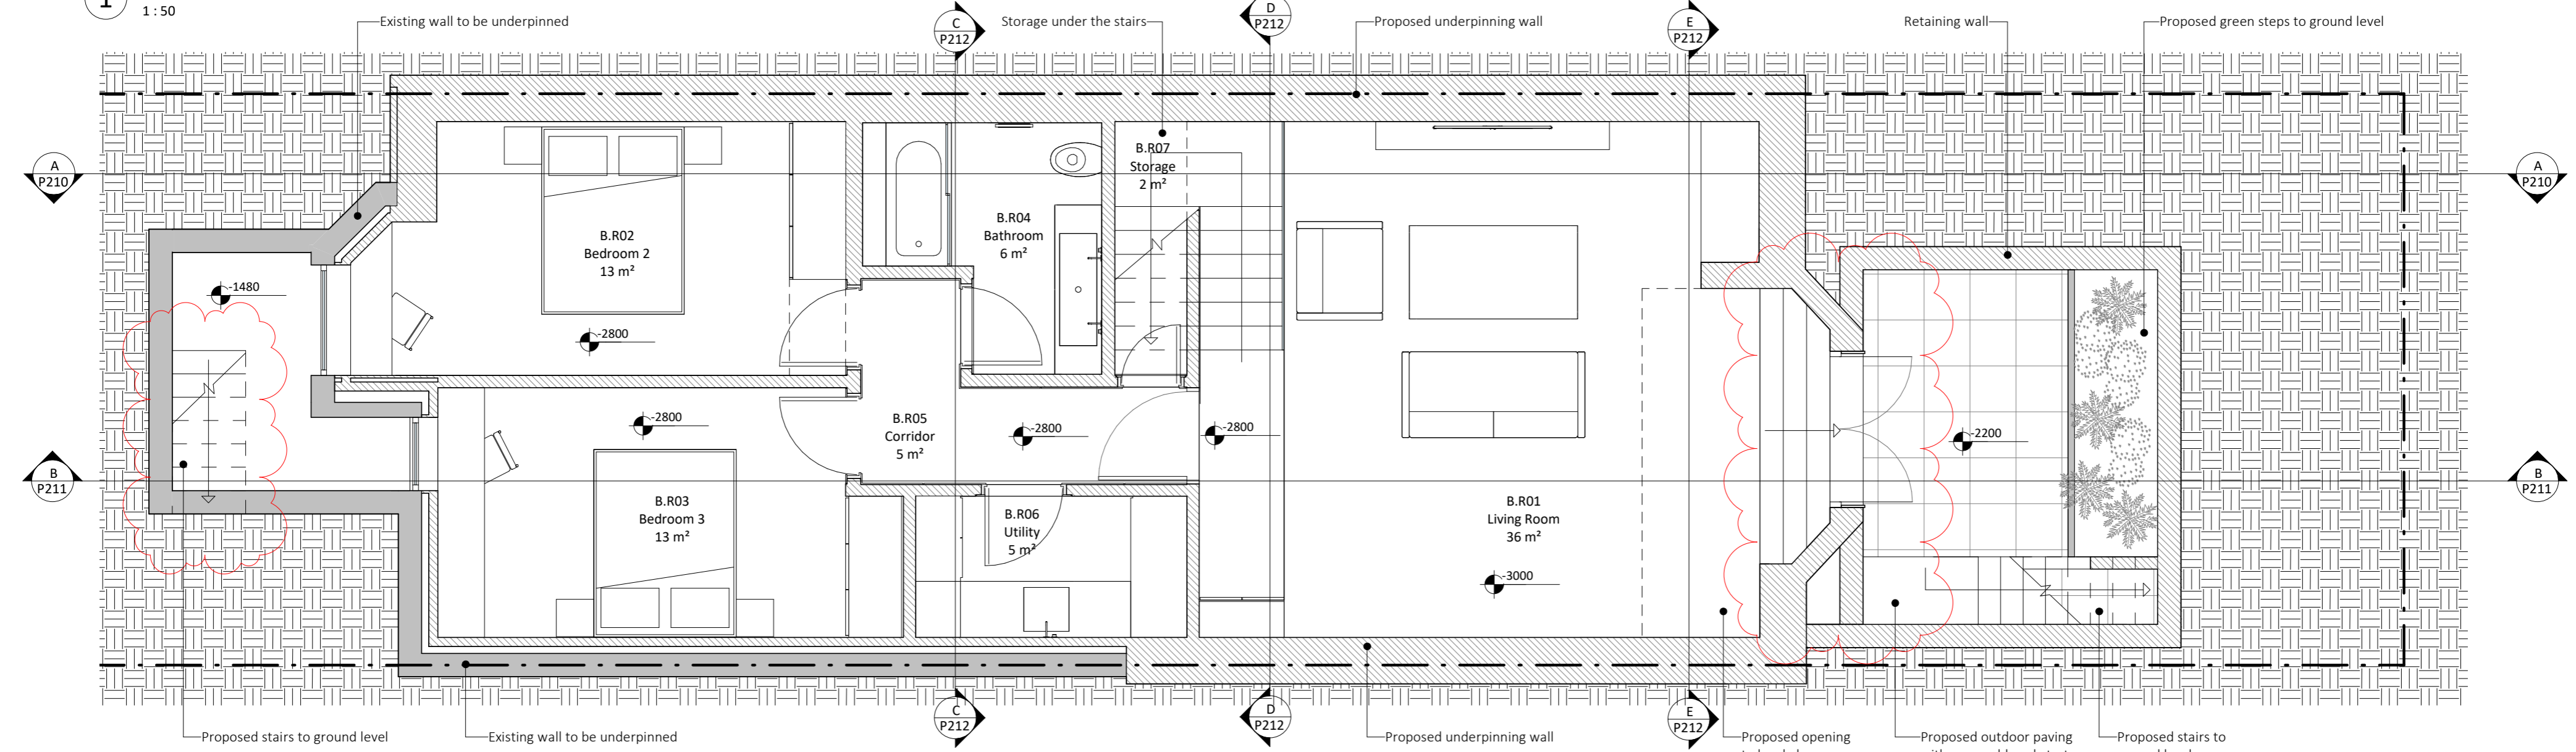 1
1 : 50
Existing wall to be underpinned
C
P212
Storage under the stairs
D
P212
Proposed underpinning wall
E
P212
Retaining wall
Proposed green steps to ground level
A
P210
A
P210
B.R07
Storage
2 m²
B.R04
Bathroom
6 m²
B.R02
Bedroom 2
13 m²
-1480
-2800
-2800
B.R05
Corridor
5 m²
-2800
-2800
-2200
B
P211
B
P211
B.R03
Bedroom 3
13 m²
B.R06
Utility
5 m²
B.R01
Living Room
36 m²
-3000
C
P212
D
P212
E
P212
Proposed stairs to ground level
Existing wall to be underpinned
Proposed underpinning wall
Proposed opening
Proposed outdoor paving
Proposed stairs to